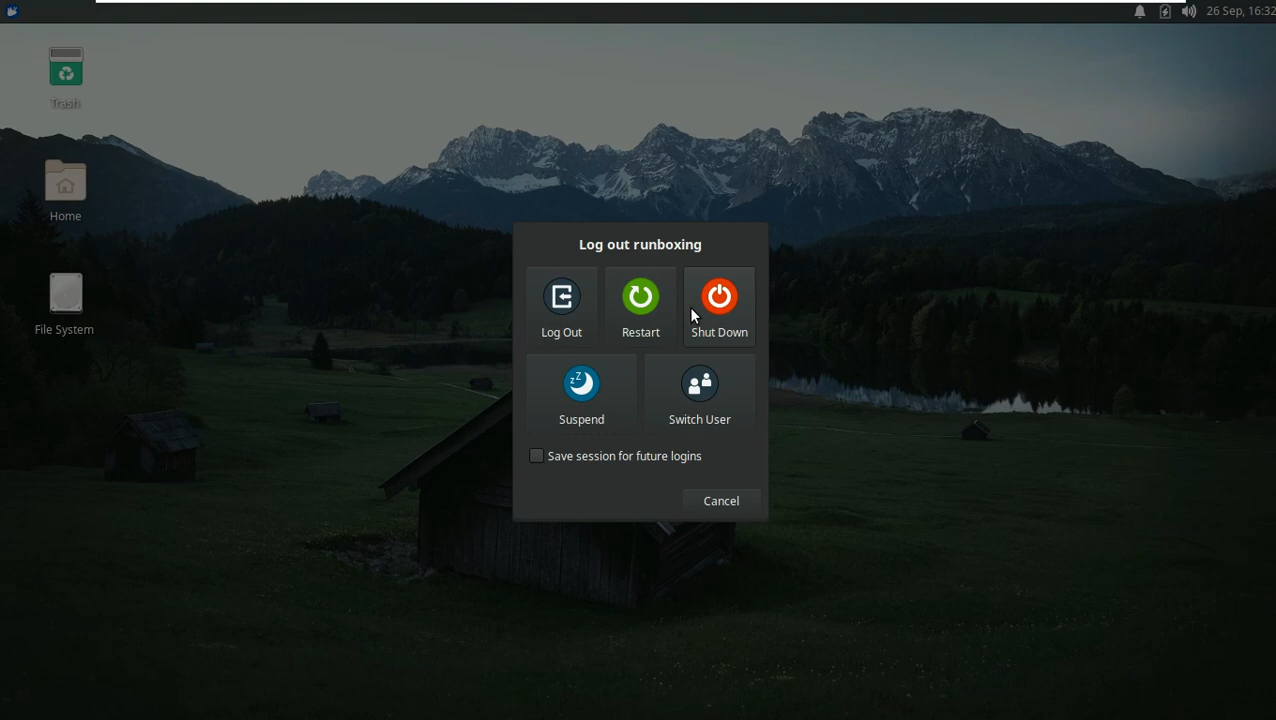 26 Sep, 16:32
Trash
Home
File System
Log out runboxing
Log Out
Restart
Shut Down
zZ
Suspend
Switch User
Save session for future logins
Cancel